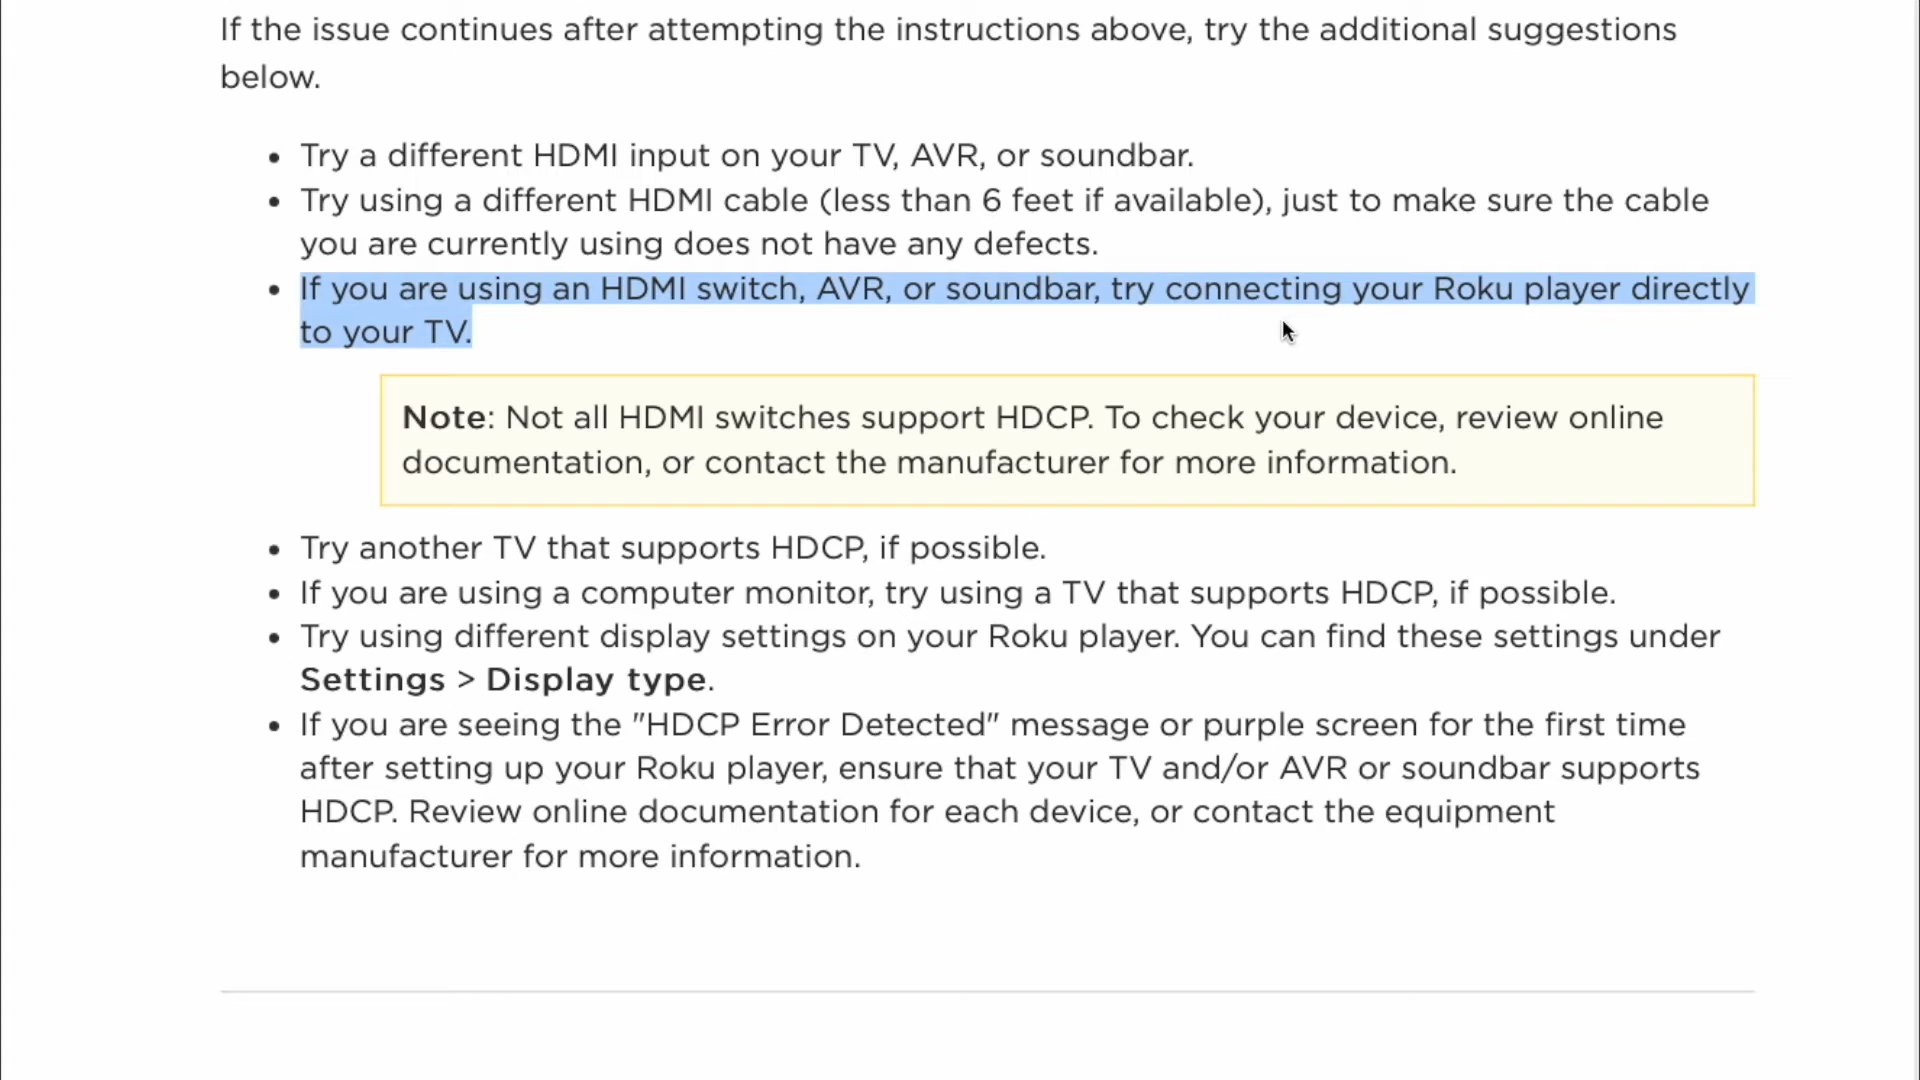 If the issue continues after attempting the instructions above, try the additional suggestions
below.
• Try a different HDMI input on your TV, AVR, or soundbar.
• Try using a different HDMI cable (less than 6 feet if available), just to make sure the cable
you are currently using does not have any defects.
• If you are using an HDMI switch, AVR, or soundbar, try connecting your Roku player directly
to your TV.
Note: Not all HDMI switches support HDCP. To check your device, review online
documentation, or contact the manufacturer for more information.
• Try another TV that supports HDCP, if possible.
• If you are using a computer monitor, try using a TV that supports HDCP, if possible.
• Try using different display settings on your Roku player. You can find these settings under
Settings > Display type.
• If you are seeing the "HDCP Error Detected" message or purple screen for the first time
after setting up your Roku player, ensure that your TV and/or AVR or soundbar supports
HDCP. Review online documentation for each device, or contact the equipment
manufacturer for more information.